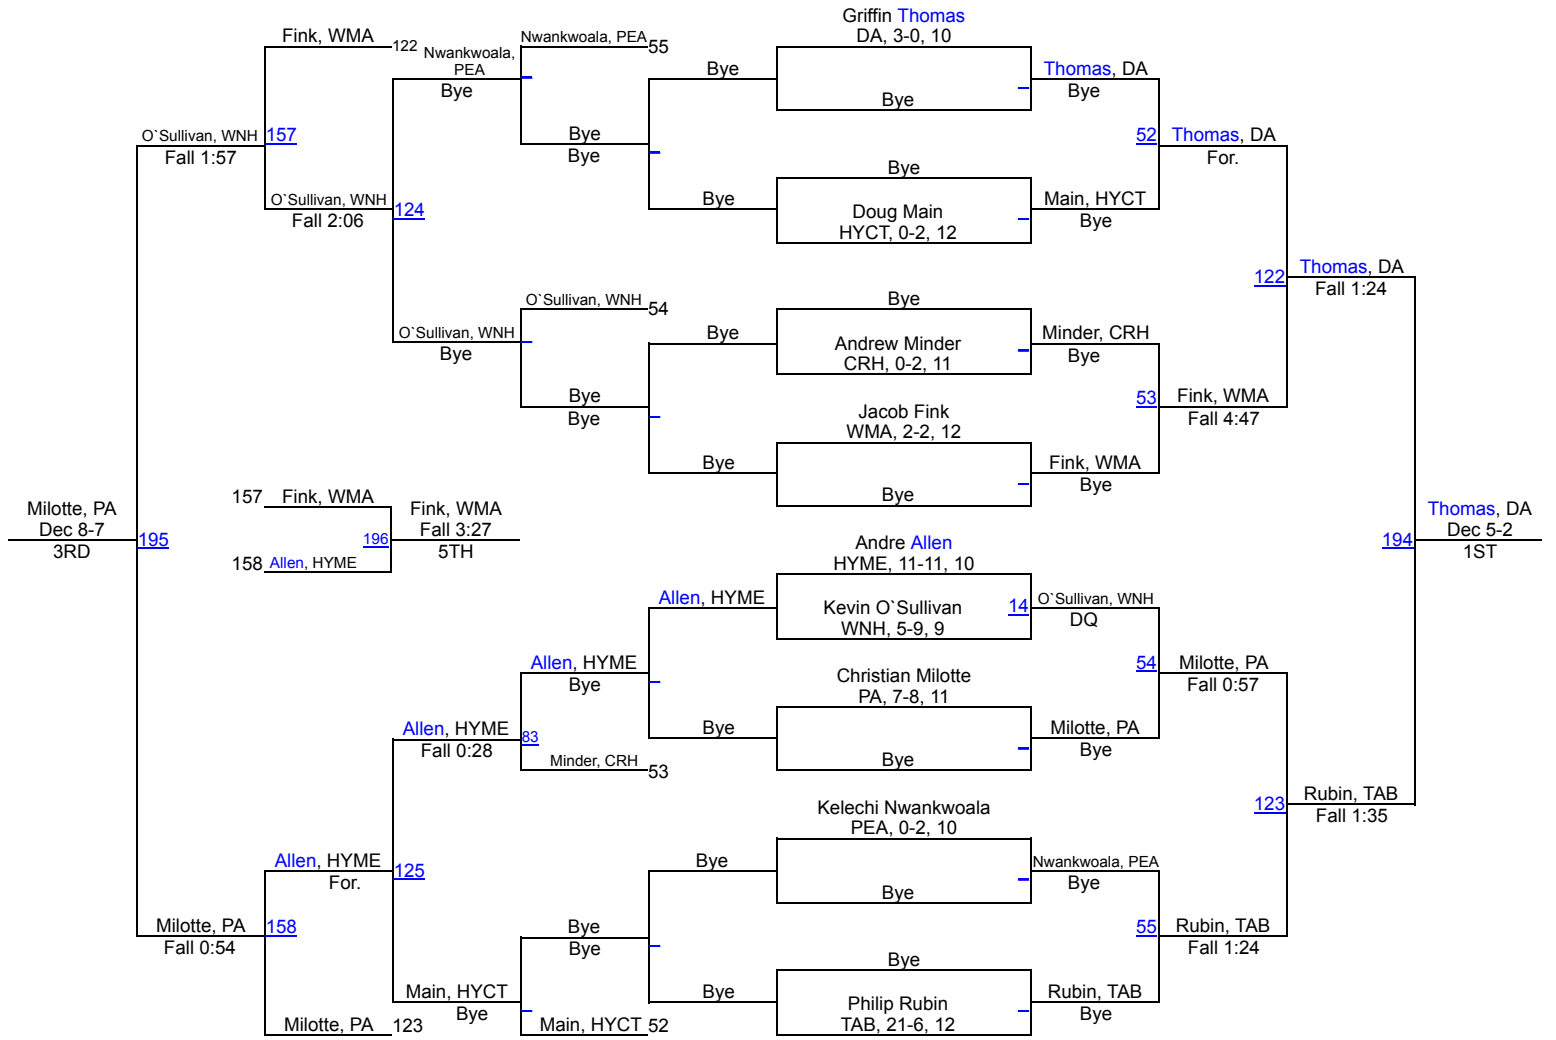 Griffin Thomas
DA, 3-0, 10
Bye
Thomas, DA
Bye
Bye
Doug Main
HYCT, 0-2, 12
Main, HYCT
Bye
52
Thomas, DA
For.
Bye
Andrew Minder
CRH, 0-2, 11
Minder, CRH
Bye
Jacob Fink
WMA, 2-2, 12
Bye
Fink, WMA
Bye
53
Fink, WMA
Fall 4:47
122
Thomas, DA
Fall 1:24
Andre Allen
HYME, 11-11, 10
Kevin O`Sullivan
WNH, 5-9, 9
14
O`Sullivan, WNH
DQ
Christian Milotte
PA, 7-8, 11
Bye
Milotte, PA
Bye
54
Milotte, PA
Fall 0:57
Kelechi Nwankwoala
PEA, 0-2, 10
Bye
Nwankwoala, PEA
Bye
Bye
Philip Rubin
TAB, 21-6, 12
Rubin, TAB
Bye
55
Rubin, TAB
Fall 1:24
123
Rubin, TAB
Fall 1:35
194
Thomas, DA
Dec 5-2
1ST
Bye
Bye
Bye
Bye
Nwankwoala, PEA
55
Nwankwoala,
PEA
Bye
Bye
Bye
Bye
Bye
O`Sullivan, WNH
54
O`Sullivan, WNH
Bye
124
O`Sullivan, WNH
Fall 2:06
Fink, WMA
122
157
O`Sullivan, WNH
Fall 1:57
Allen, HYME
Bye
Allen, HYME
Bye
Minder, CRH
53
83
Allen, HYME
Fall 0:28
Bye
Bye
Bye
Bye
Main, HYCT
52
Main, HYCT
Bye
125
Allen, HYME
For.
Milotte, PA
123
158
Milotte, PA
Fall 0:54
195
Milotte, PA
Dec 8-7
3RD
157
Fink, WMA
158
Allen, HYME
196
Fink, WMA
Fall 3:27
5TH